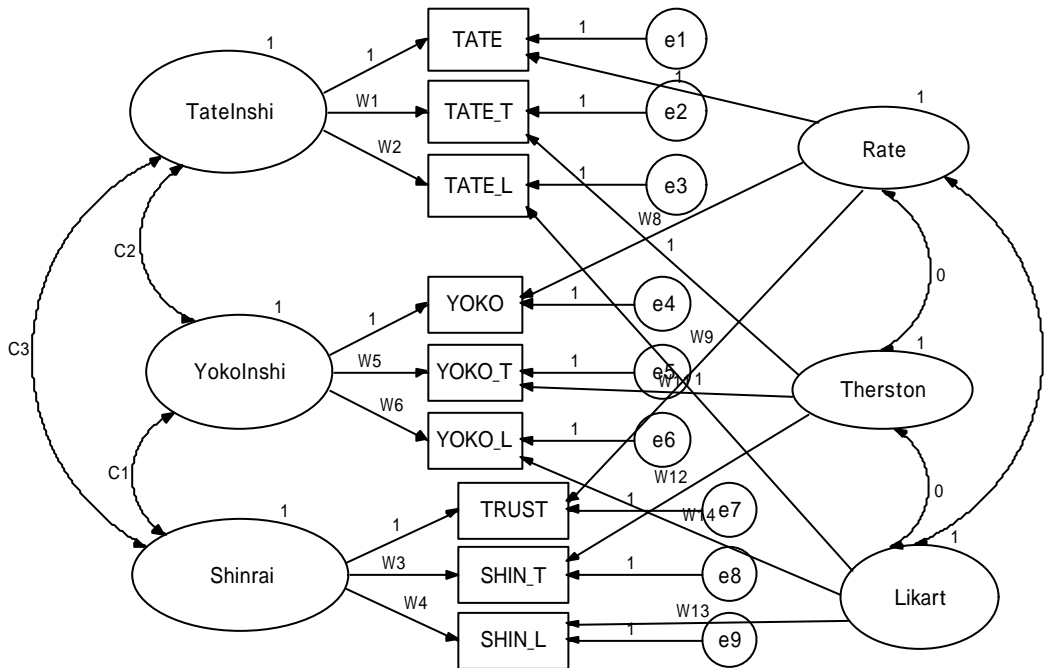 1
TATE
1
e1
1
1
TateInshi
W1
TATE_T
1
e2
1
Rate
W2
TATE_L
1
e3
W8
1
C2
0
1
YOKO
1
e4
C3
1
W9
1
YokoInshi
W5
YOKO_T
1
e5
1
Therston
W6
YOKO_L
1
e6
C1
W12
0
1
1
TRUST
1
e7
W14
1
Shinrai
W3
SHIN_T
1
e8
Likart
W4
SHIN_L
W13
1
e9